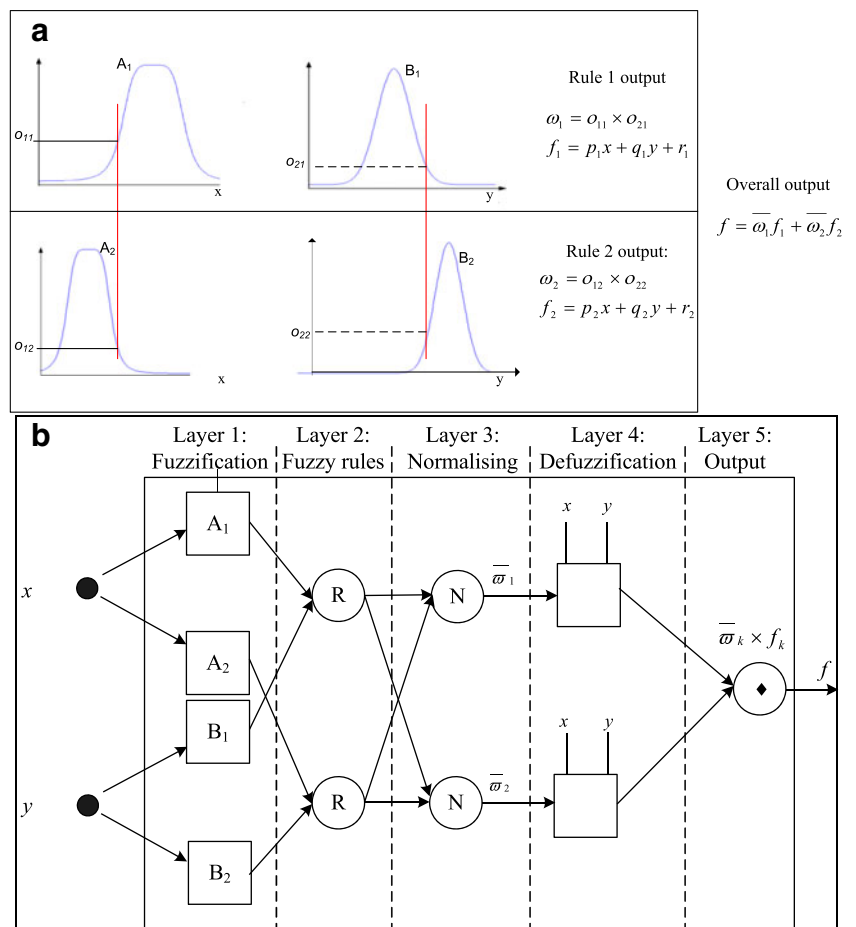 a
A₁
o₁₁
x
B₁
o₂₁
y
Rule 1 output
ω₁ = o₁₁ × o₂₁
f₁ = p₁x + q₁y + r₁
A₂
o₁₂
x
B₂
o₂₂
y
Rule 2 output:
ω₂ = o₁₂ × o₂₂
f₂ = p₂x + q₂y + r₂
Overall output
f = ω̅₁f₁ + ω̅₂f₂
b
Layer 1:
Fuzzification
Layer 2:
Fuzzy rules
Layer 3:
Normalising
Layer 4:
Defuzzification
Layer 5:
Output
x
y
A₁
A₂
B₁
B₂
R
R
N
N
ϖ̅ ₁
ϖ̅ ₂
x y
x y
ϖ̅ ₖ × fₖ
♦
f